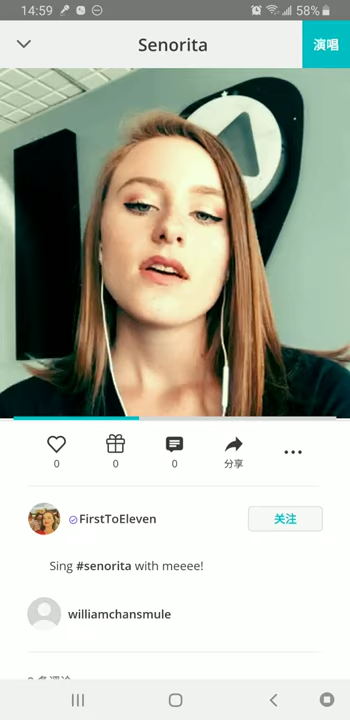 14:59
58%
Senorita
演唱
0
0
0
分享
FirstToEleven
关注
Sing #senorita with meeee!
williamchansmule